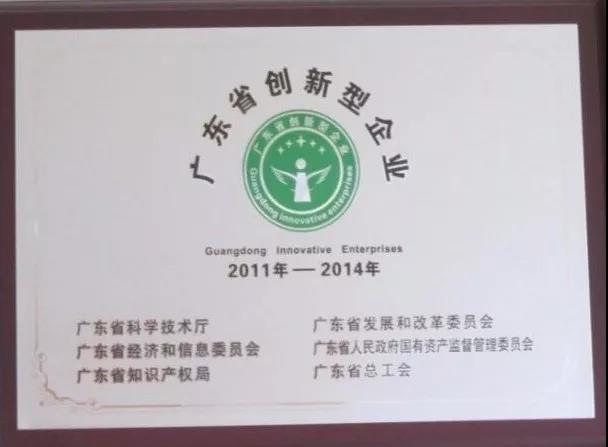 广东省创新型企业
广东省创新型企业
Guangdong innovative enterprises
Guangdong Innovative Enterprises
2011年—2014年
广东省科学技术厅
广东省发展和改革委员会
广东省经济和信息委员会
广东省人民政府国有资产监督管理委员会
广东省知识产权局
广东省总工会